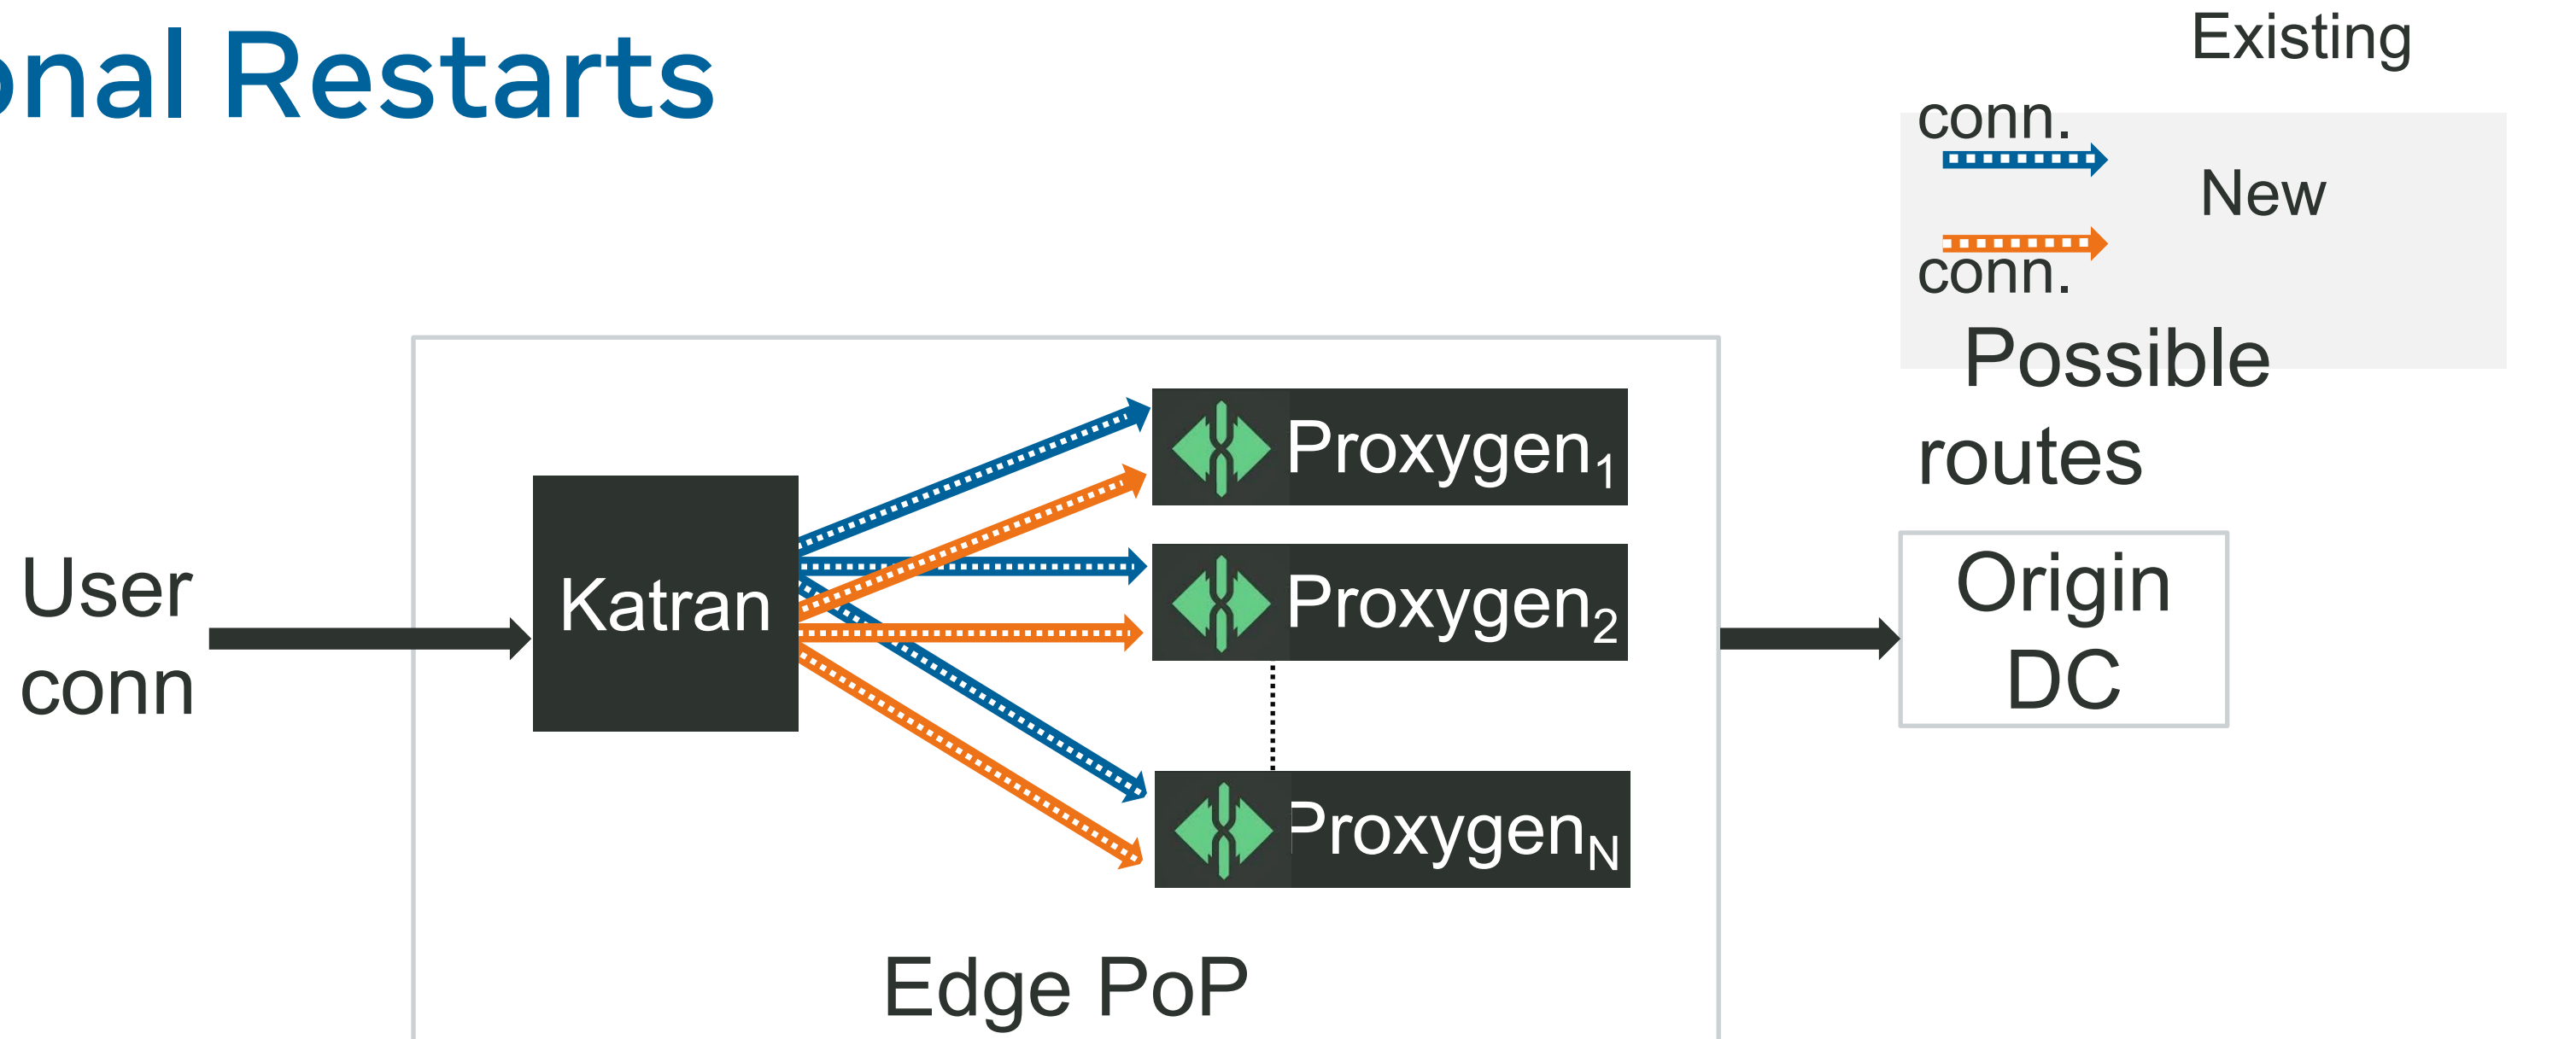 onal Restarts
Existing
conn.
New
conn.
Possible
routes
User
conn
Katran
Proxygen1
Proxygen2
ProxygenN
Origin
DC
Edge PoP